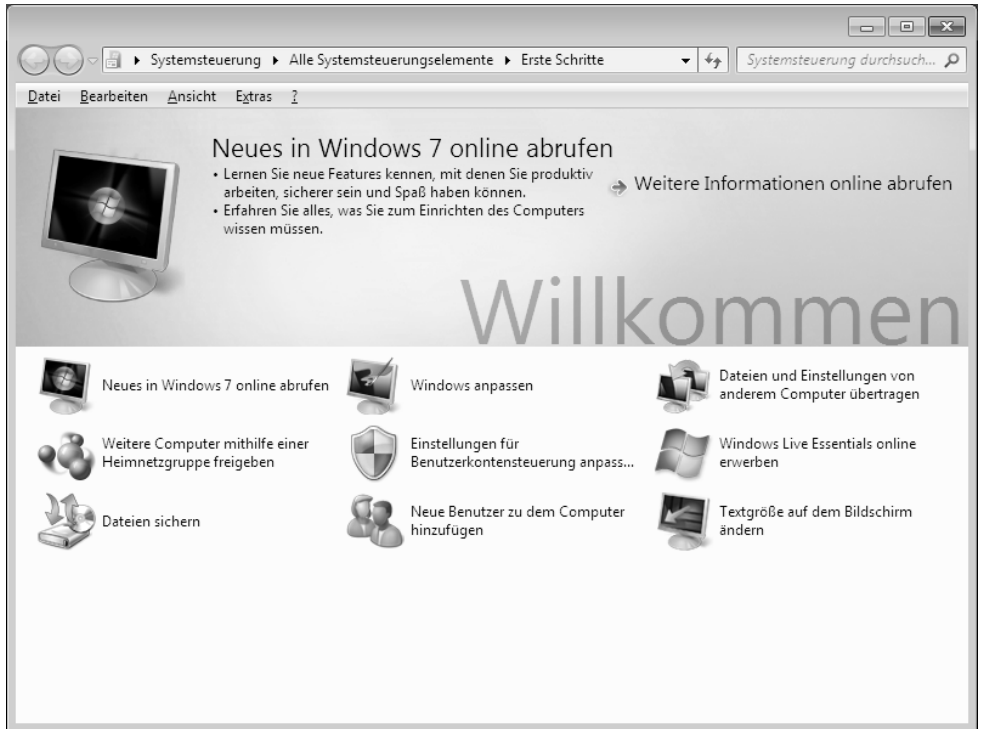 Systemsteuerung Alle Systemsteuerungselemente Erste Schritte
Systemsteuerung durchsuch...
Datei Bearbeiten Ansicht Extras ?
Neues in Windows 7 online abrufen
• Lernen Sie neue Features kennen, mit denen Sie produktiv
arbeiten, sicherer sein und Spaß haben können.
• Erfahren Sie alles, was Sie zum Einrichten des Computers
wissen müssen.
Weitere Informationen online abrufen
Willkommen
Neues in Windows 7 online abrufen
Windows anpassen
Dateien und Einstellungen von
anderem Computer übertragen
Weitere Computer mithilfe einer
Heimnetzgruppe freigeben
Einstellungen für
Benutzerkontensteuerung anpass...
Windows Live Essentials online
erwerben
Dateien sichern
Neue Benutzer zu dem Computer
hinzufügen
Textgröße auf dem Bildschirm
ändern